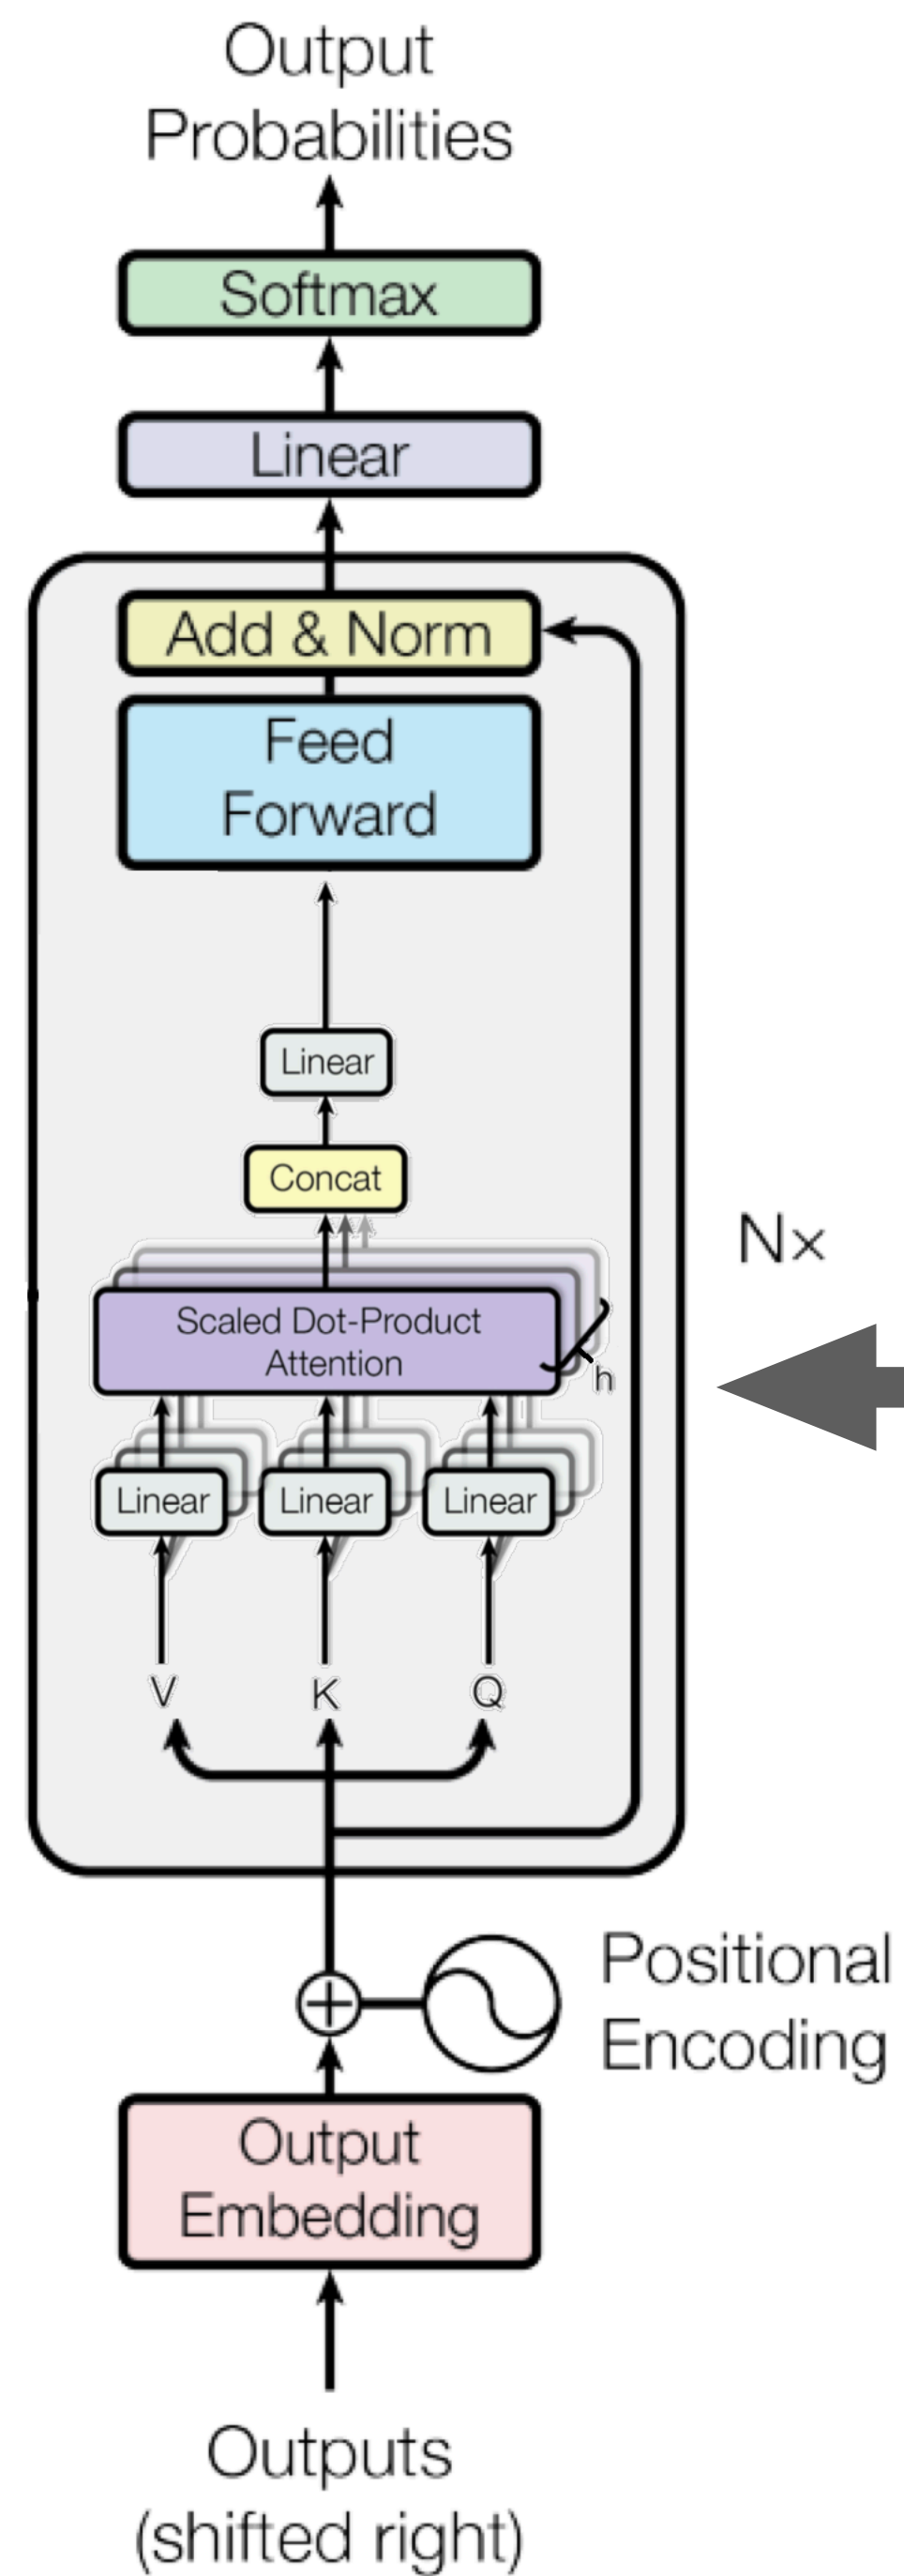 Output
Probabilities
Softmax
Linear
Add & Norm
Feed
Forward
Linear
Concat
N×
Scaled Dot-Product
Attention
h
Linear Linear Linear
V K Q
Positional
Encoding
Output
Embedding
Outputs
(shifted right)